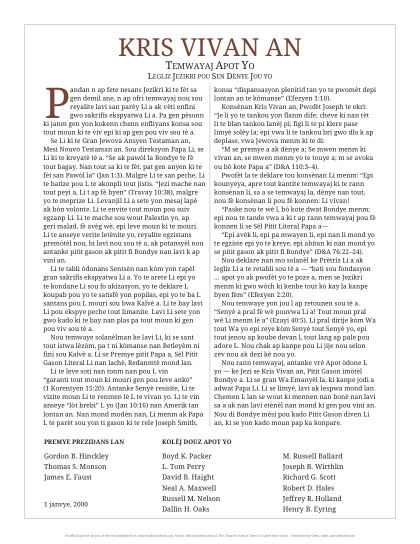 KRIS VIVAN AN
Temwayaj Apot Yo
Legliz Jezikri pou Sen Dènye Jou yo
Pandan n ap fete nesans Jezikri ki te fèt sa
gen demil ane, n ap ofri temwayaj nou sou
reyalite lavi san parèy Li a ak vèti enfini
gwo sakrifis ekspyatwa Li a. Pa gen pèsonn
ki janm gen yon kokenn chenn enfliyans konsa sou
tout moun ki te viv epi ki ap gen pou viv sou tè a.
Se Li ki te Gran Jewova Ansyen Testaman an,
Mesi Nouvo Testaman an. Sou direksyon Papa Li, se
Li ki te kreyatè tè a. “Se ak pawòl la Bondye te fè
tout bagay. Nan tout sa ki te fèt, pat gen anyen ki te
fèt san Pawòl la” (Jan 1:3). Malgre Li te san peche, Li
te batize pou L te akonpli tout jistis. “Jezi mache nan
tout peyi a, Li t ap fè byen” (Travay 10:38), malgre
yo te meprize Li. Levanjil Li a sete yon mesaj lapè
ak bòn volonte. Li te envite tout moun pou suiv
egzanp Li. Li te mache sou wout Palestin yo, ap
geri malad, fè avèg wè, epi leve moun ki te mouri.
Li te anseye verite letènite yo, reyalite egzistans
premòtèl nou, bi lavi nou sou tè a, ak potansyèl nou
antanke pitit gason ak pitit fi Bondye nan lavi k ap
vini an.
Li te tabli òdonans Sentsèn nan kòm yon rapèl
gran sakrifis ekspyatwa Li a. Yo te arete Li epi yo
te kondane Li sou fo akizasyon, yo te deklare L
koupab pou yo te satisfè yon popilas, epi yo te ba L
santans pou L mouri sou bwa Kalvè a. Li te bay lavi
Li pou ekspye peche tout limanite. Lavi Li sete yon
gwo kado ki te bay nan plas pa tout moun ki gen
pou viv sou tè a.
Nou temwaye solanèlman ke lavi Li, ki se sant
tout istwa lèzòm, pa t ni kòmanse nan Betleyèm ni
fini sou Kalvè a. Li se Premye pitit Papa a, Sèl Pitit
Gason Literal Li nan lachè, Redanmtè mond lan.
Li te leve soti nan tonm nan pou L vin
“garanti tout moun ki mouri gen pou leve ankò”
(1 Korentyen 15:20). Antanke Senyè resisite, Li te
vizite moun Li te renmen lè L te vivan yo. Li te vin
anseye “lòt brebi” L yo (Jan 10:16) nan Amerik tan
lontan an. Nan mond modèn nan, Li menm ak Papa
L te parèt sou yon ti gason ki te rele Joseph Smith,
konsa “dispansasyon plenitid tan yo te pwomèt depi
lontan an te kòmanse” (Efezyen 1:10).
Konsènan Kris Vivan an, Pwofèt Joseph te ekri:
“Je li yo te tankou yon flanm dife; cheve ki nan tèt
li te blan tankou lanèj pi; figi li te pi klere pase
limyè solèy la; epi vwa li te tankou bri gwo dlo k ap
deplase, vwa Jewova menm ki te di:
“M se premye a ak dènye a; Se mwen menm ki
vivan an, se mwen menm yo te touye a; m se avoka
ou bò kote Papa a” (D&A 110:3–4).
Pwofèt la te deklare tou konsènan Li menm: “Epi
kounyeya, apre tout kantite temwayaj ki te rann
konsènan li, sa a se temwayaj la, dènye nan tout,
nou fè konsènan li pou konnen: Li vivan!
“Paske nou te wè l, bò kote dwat Bondye menm;
epi nou te tande vwa a ki t ap rann temwayaj pou fè
konnen li se Sèl Pitit Literal Papa a—
“Epi avèk li, epi pa mwayen li, epi nan li mond yo
te egziste epi yo te kreye, epi abitan ki nan mond yo
se pitit gason ak pitit fi Bondye” (D&A 76:22–24).
Nou deklare nan mo solanèl ke Prètriz Li a ak
legliz Li a te retabli sou tè a — “bati sou fondasyon
… apot yo ak pwofèt yo te poze a, men se Jezikri
menm ki gwo wòch ki kenbe tout kò kay la kanpe
byen fèm” (Efezyen 2:20).
Nou temwaye yon jou l ap retounen sou tè a.
“Senyè a pral fè wè pouvwa Li a! Tout moun pral
wè Li menm lè a” (Ezayi 40:5). Li pral dirije kòm Wa
tout Wa yo epi reye kòm Senyè tout Senyè yo, epi
tout jenou ap koube devan l, tout lang ap pale pou
adore L. Nou chak ap kanpe pou Li jije nou selon
zèv nou ak dezi kè nou yo.
Nou rann temwayaj, antanke vrè Apot òdone L
yo — ke Jezi se Kris Vivan an, Pitit Gason imòtèl
Bondye a. Li se gran Wa Emanyèl la, ki kanpe jodi a
adwat Papa Li. Li se limyè, lavi ak lespwa mond lan.
Chemen L lan se wout ki mennen nan bonè nan lavi
sa a ak nan lavi etènèl nan mond ki gen pou vini an.
Nou di Bondye mèsi pou kado Pitit Gason diven Li
an, ki se yon kado moun pap ka konpare.
PREMYE PREZIDANS LAN
Gordon B. Hinckley
Thomas S. Monson
James E. Faust
1 janvye, 2000
KOLÈJ DOUZ APOT YO
Boyd K. Packer
L. Tom Perry
David B. Haight
Neal A. Maxwell
Russell M. Nelson
Dallin H. Oaks
M. Russell Ballard
Joseph B. Wirthlin
Richard G. Scott
Robert D. Hales
Jeffrey R. Holland
Henry B. Eyring